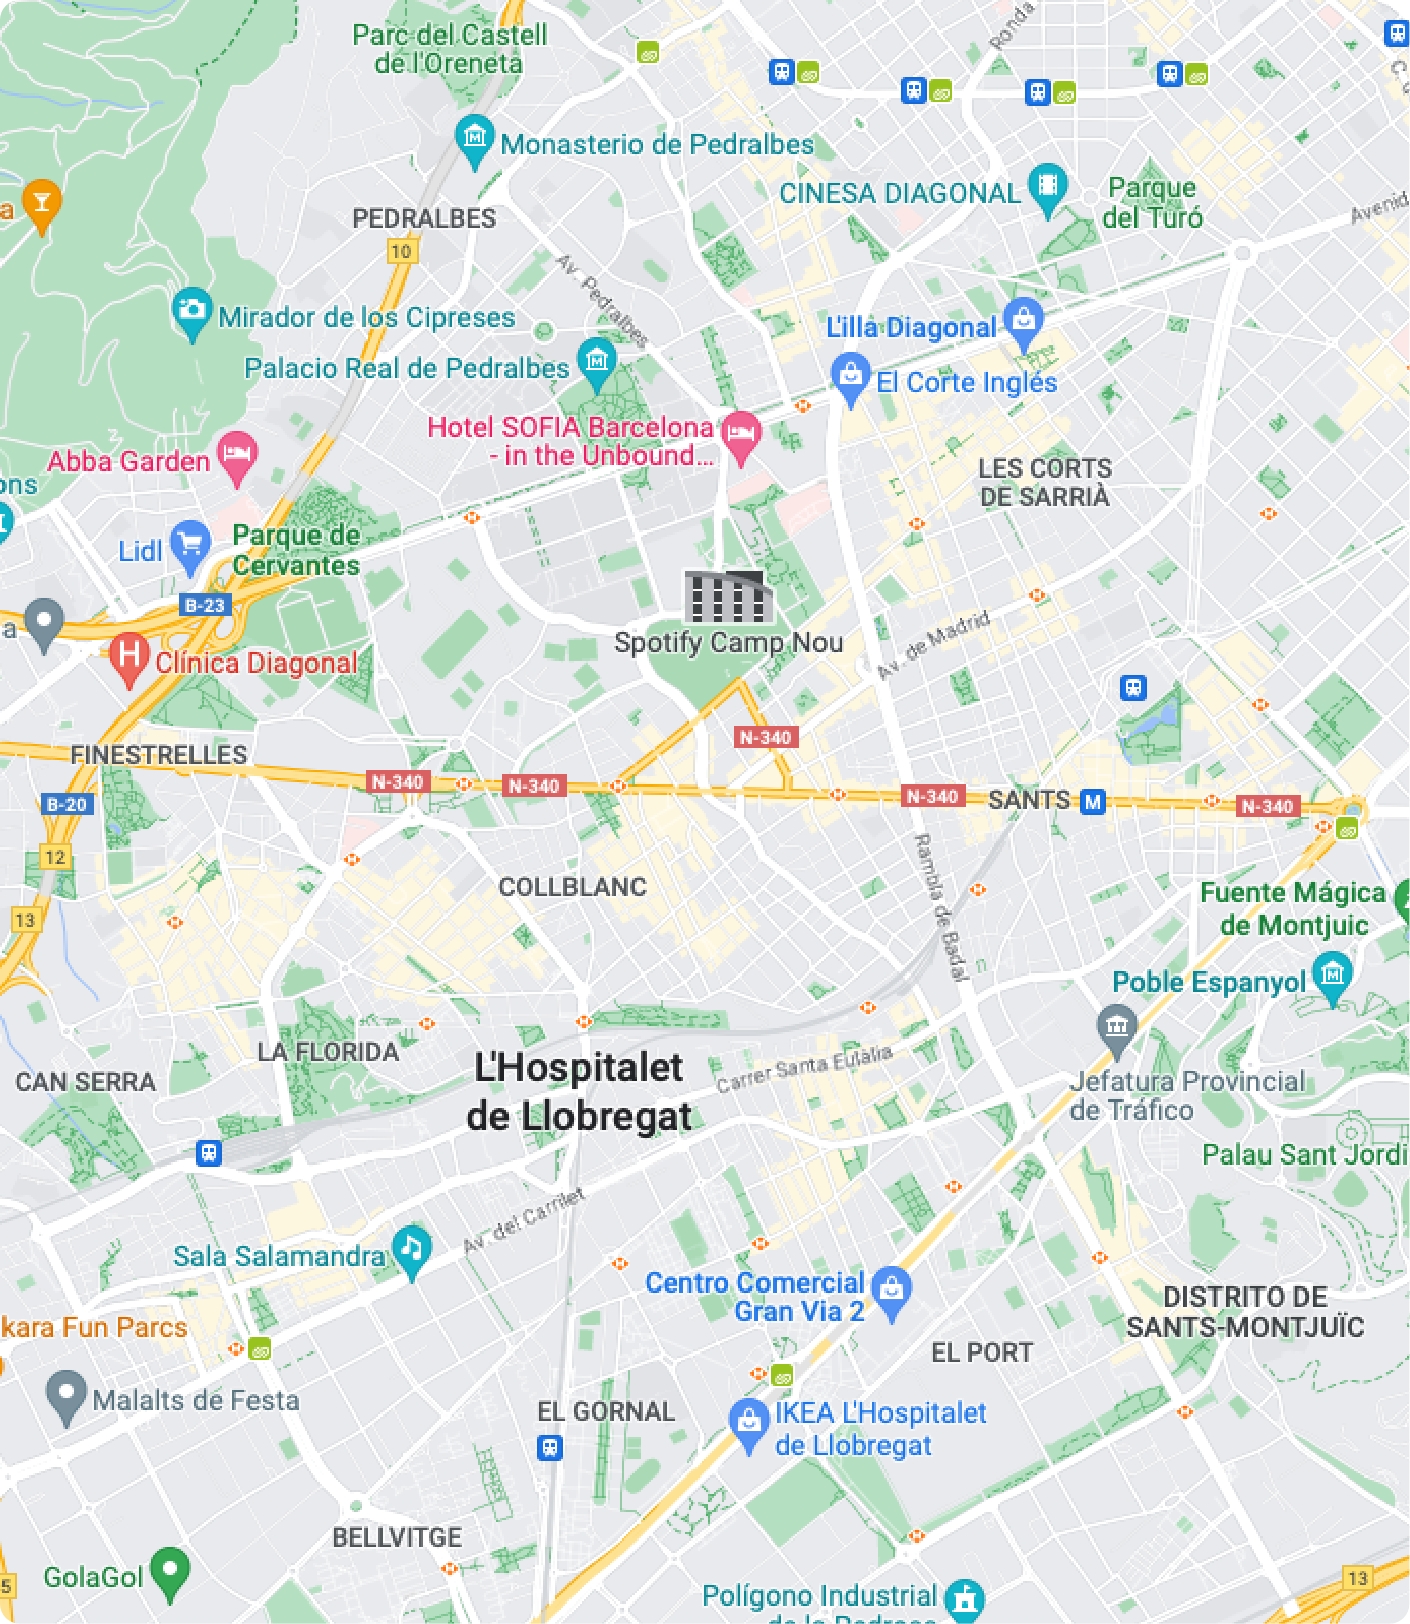 Parc del Castell
de l'Oreneta
Ronda
Monasterio de Pedralbes
CINESA DIAGONAL
Parque
del Turó
Avenid
a
PEDRALBES
10
Av. Pedralbes
Mirador de los Cipreses
L'illa Diagonal
Palacio Real de Pedralbes
El Corte Inglés
Hotel SOFIA Barcelona
- in the Unbound...
Abba Garden
LES CORTS
DE SARRIÀ
ons
Lidl
Parque de
Cervantes
B-23
a
Spotify Camp Nou
Av. de Madrid
H
Clínica Diagonal
N-340
FINESTRELLES
N-340
N-340
N-340
SANTS
M
N-340
B-20
12
Rambla de Badal
COLLBLANC
Fuente Mágica
de Montjuic
13
Poble Espanyol
LA FLORIDA
L'Hospitalet
de Llobregat
Carrer Santa Eulàlia
CAN SERRA
Jefatura Provincial
de Tráfico
Palau Sant Jordi
Av. del Carrilet
Sala Salamandra
Centro Comercial
Gran Via 2
DISTRITO DE
SANTS-MONTJUÏC
kara Fun Parcs
EL PORT
Malalts de Festa
EL GORNAL
IKEA L'Hospitalet
de Llobregat
BELLVITGE
GolaGol
5
13
Polígono Industrial
de la Pedrosa